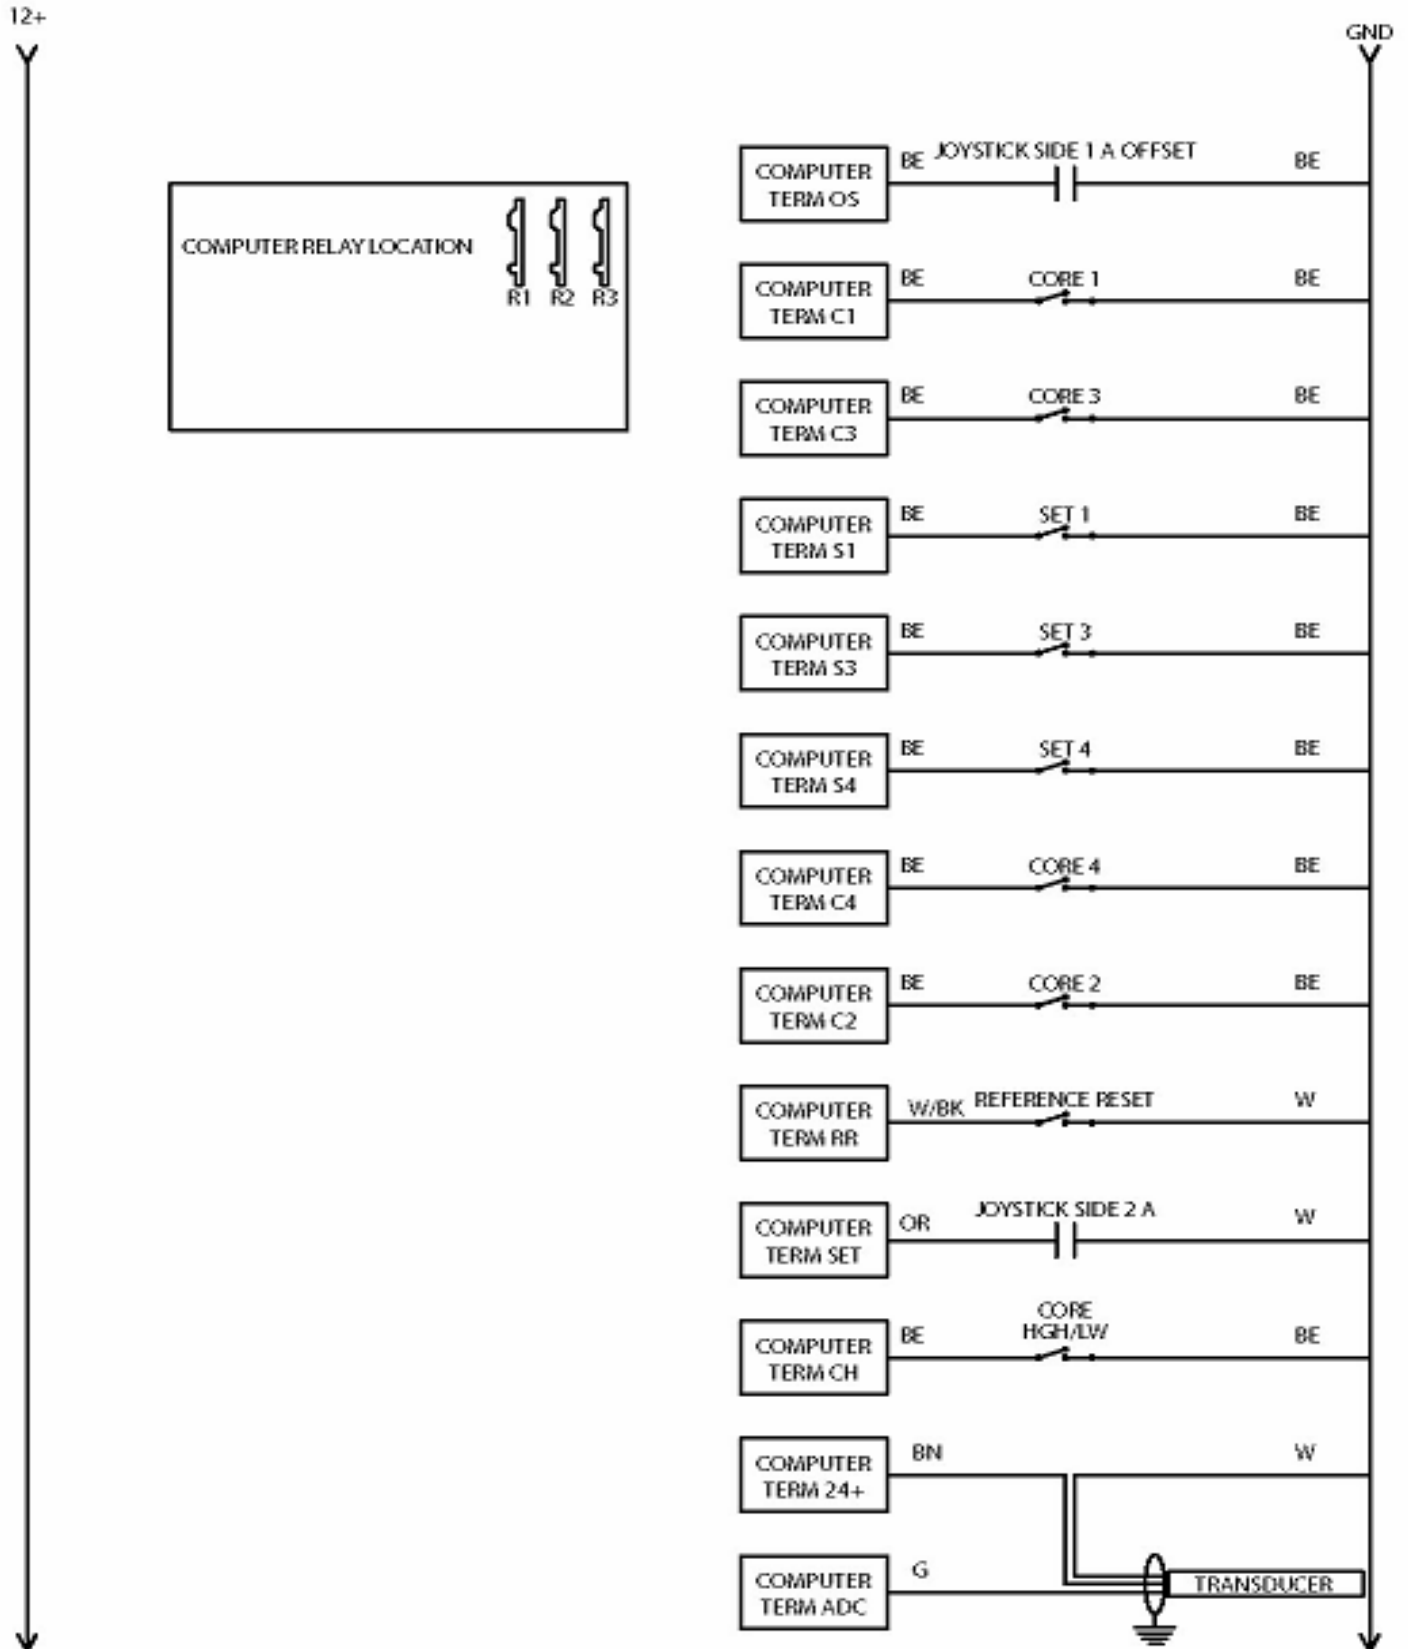 12+
GND
COMPUTER RELAY LOCATION
R1 R2 R3
COMPUTER
TERM OS
BE JOYSTICK SIDE 1 A OFFSET BE
COMPUTER
TERM C1
BE CORE 1 BE
COMPUTER
TERM C3
BE CORE 3 BE
COMPUTER
TERM S1
BE SET 1 BE
COMPUTER
TERM S3
BE SET 3 BE
COMPUTER
TERM S4
BE SET 4 BE
COMPUTER
TERM C4
BE CORE 4 BE
COMPUTER
TERM C2
BE CORE 2 BE
COMPUTER
TERM RR
W/BK REFERENCE RESET W
COMPUTER
TERM SET
OR JOYSTICK SIDE 2 A W
COMPUTER
TERM CH
BE CORE
HGH/LW BE
COMPUTER
TERM 24+
BN W
COMPUTER
TERM ADC
G TRANSDUCER